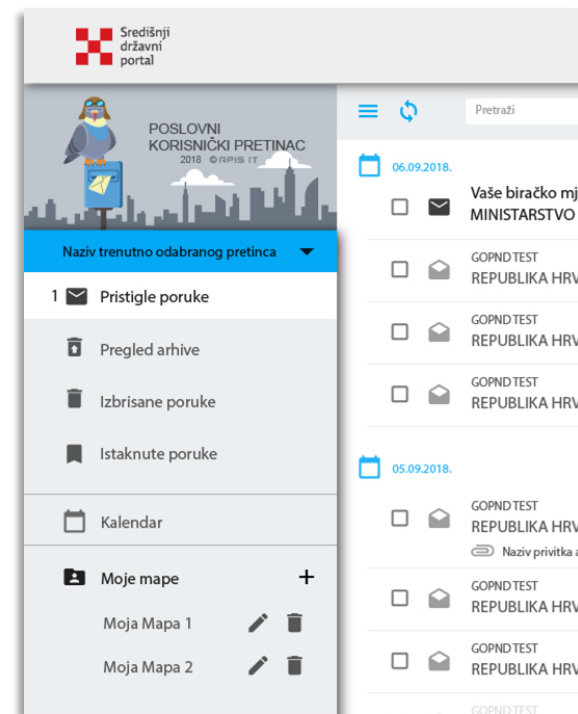 Središnji
državni
portal
POSLOVNI
KORISNIČKI PRETINAC
2018 © APIS IT
Naziv trenutno odabranog pretinca
1 Pristigle poruke
Pregled arhive
Izbrisane poruke
Istaknute poruke
Kalendar
Moje mape +
Moja Mapa 1
Moja Mapa 2
Pretraži
06.09.2018.
Vaše biračko mj
MINISTARSTVO
GOPND TEST
REPUBLIKA HRV
GOPND TEST
REPUBLIKA HRV
GOPND TEST
REPUBLIKA HRV
05.09.2018.
GOPND TEST
REPUBLIKA HRV
Naziv privitka a
GOPND TEST
REPUBLIKA HRV
GOPND TEST
REPUBLIKA HRV
GOPND TEST